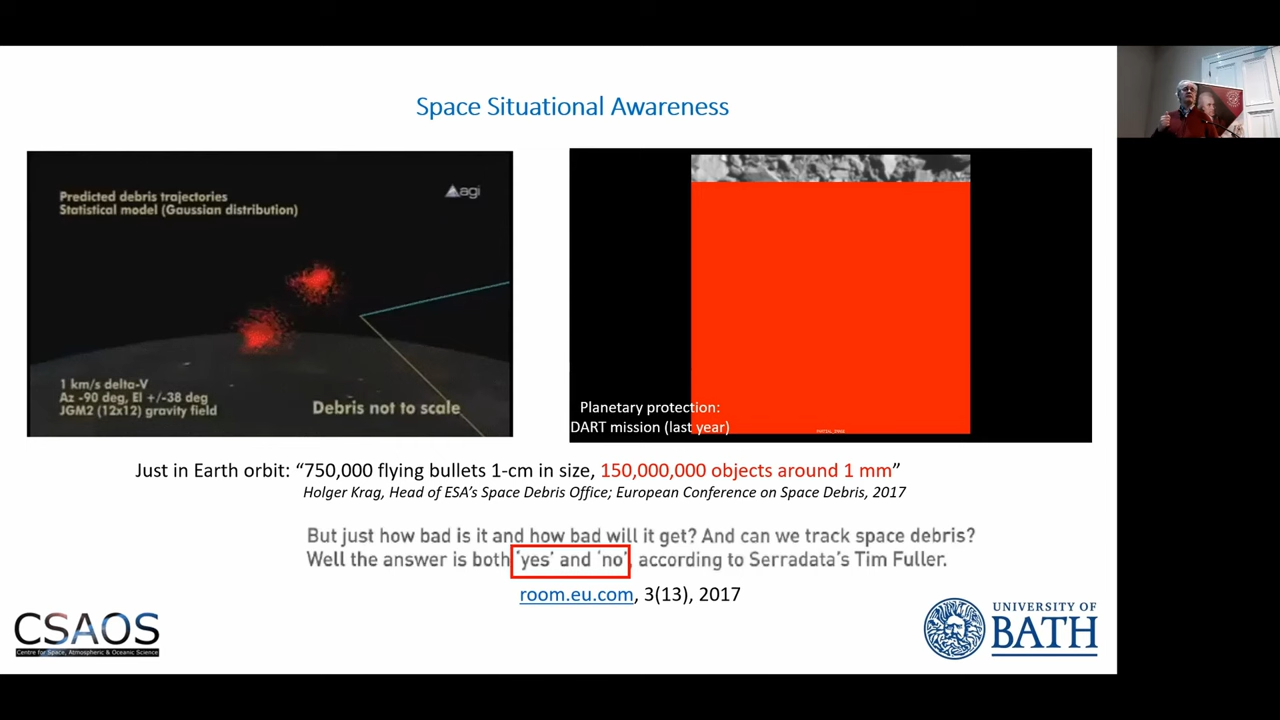 Space Situational Awareness
Predicted debris trajectories
Statistical model (Gaussian distribution)
agi
1 km/s delta-V
Az -90 deg, El +/-38 deg
JGM2 (12x12) gravity field
Debris not to scale
Planetary protection:
DART mission (last year)
Just in Earth orbit: “750,000 flying bullets 1-cm in size, 150,000,000 objects around 1 mm”
Holger Krag, Head of ESA’s Space Debris Office; European Conference on Space Debris, 2017
But just how bad is it and how bad will it get? And can we track space debris?
Well the answer is both ‘yes’ and ‘no’, according to Serradata’s Tim Fuller.
room.eu.com, 3(13), 2017
CSAOS
Centre for Space, Atmospheric & Oceanic Science
UNIVERSITY OF
BATH